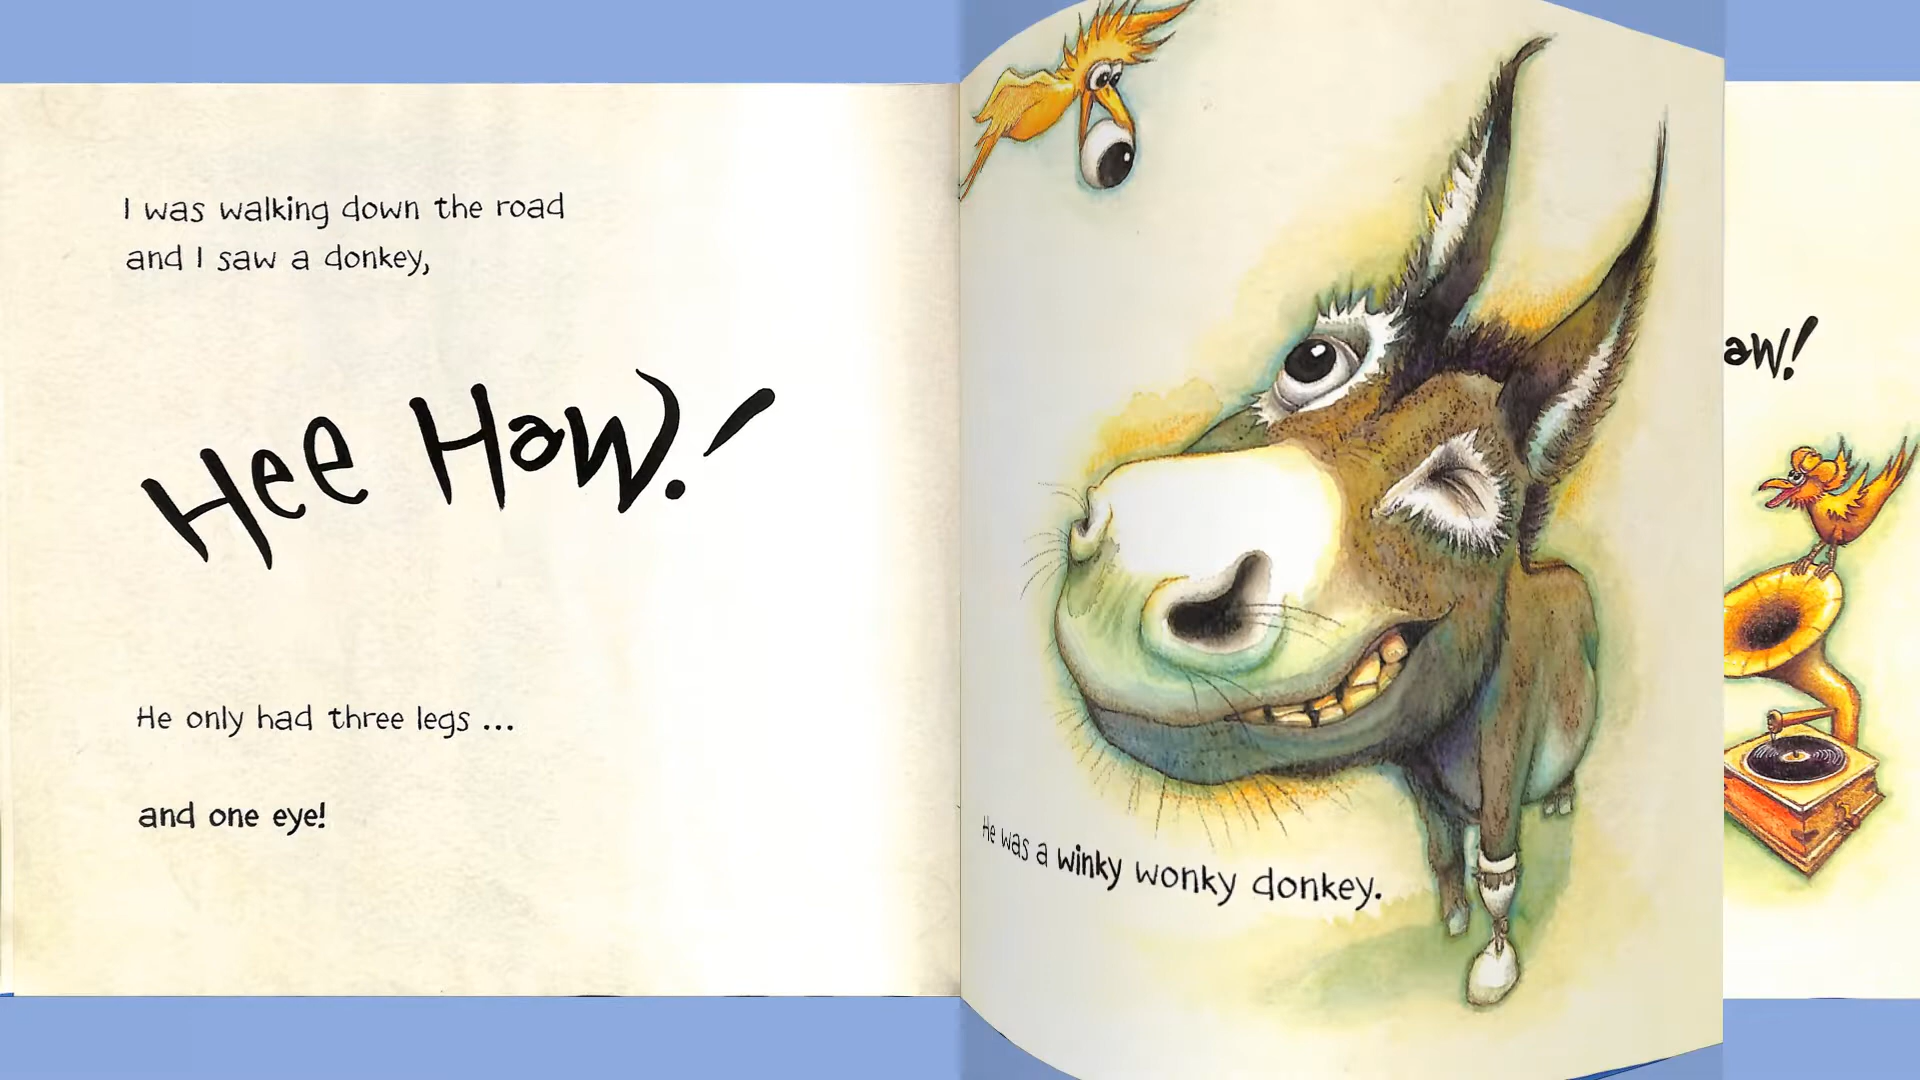 I was walking down the road
and I saw a donkey,
Hee Haw!
He only had three legs ...
and one eye!
He was a winky wonky donkey.
aw!